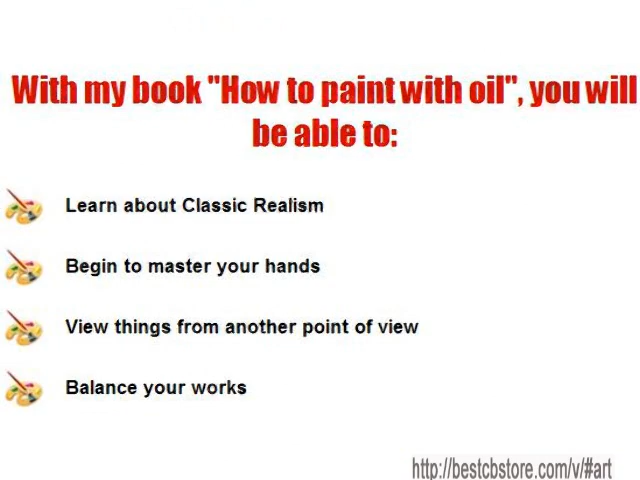 With my book "How to paint with oil", you will
be able to:
Learn about Classic Realism
Begin to master your hands
View things from another point of view
Balance your works
http://bestcbstore.com/v/#art